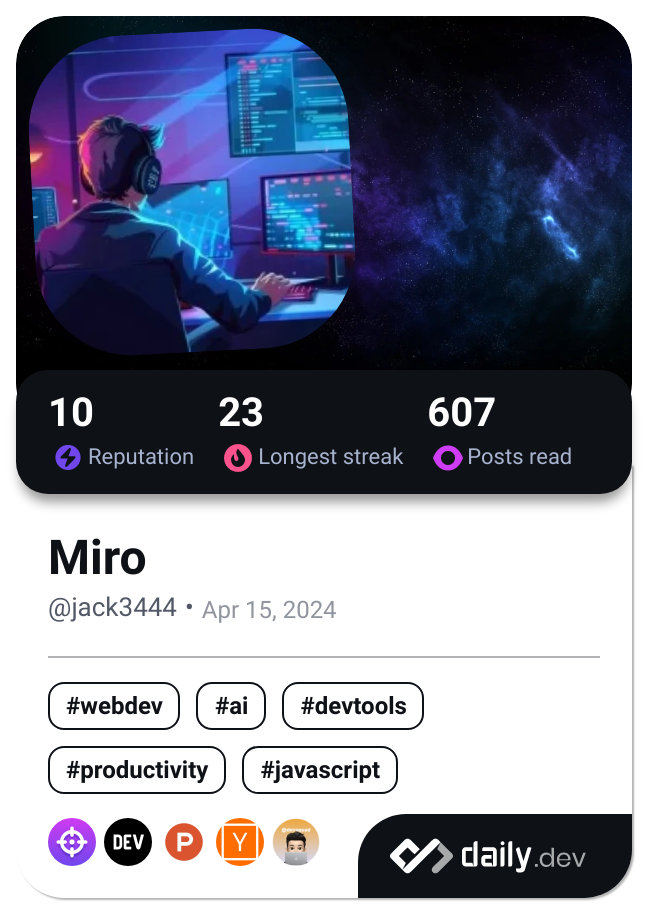 10 23 607
Reputation Longest streak Posts read
Miro
@jack3444 • Apr 15, 2024
#webdev #ai #devtools
#productivity #javascript
DEV P Y
daily.dev